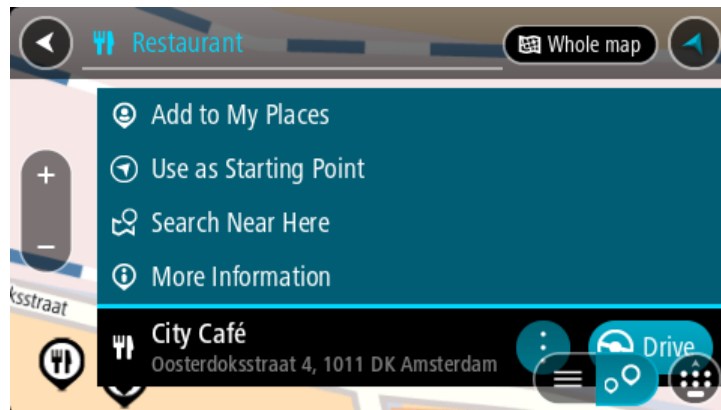 Restaurant
Whole map
Add to My Places
Use as Starting Point
Search Near Here
More Information
ksstraat
City Café
Drive
Oosterdoksstraat 4, 1011 DK Amsterdam